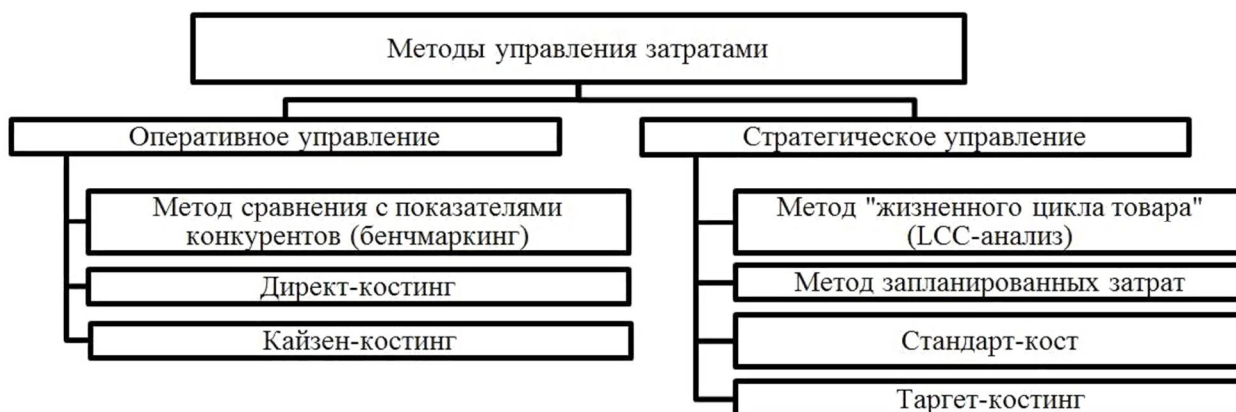 Методы управления затратами
Оперативное управление
Метод сравнения с показателями
конкурентов (бенчмаркинг)
Директ-костинг
Кайзен-костинг
Стратегическое управление
Метод "жизненного цикла товара"
(LCC-анализ)
Метод запланированных затрат
Стандарт-кост
Таргет-костинг